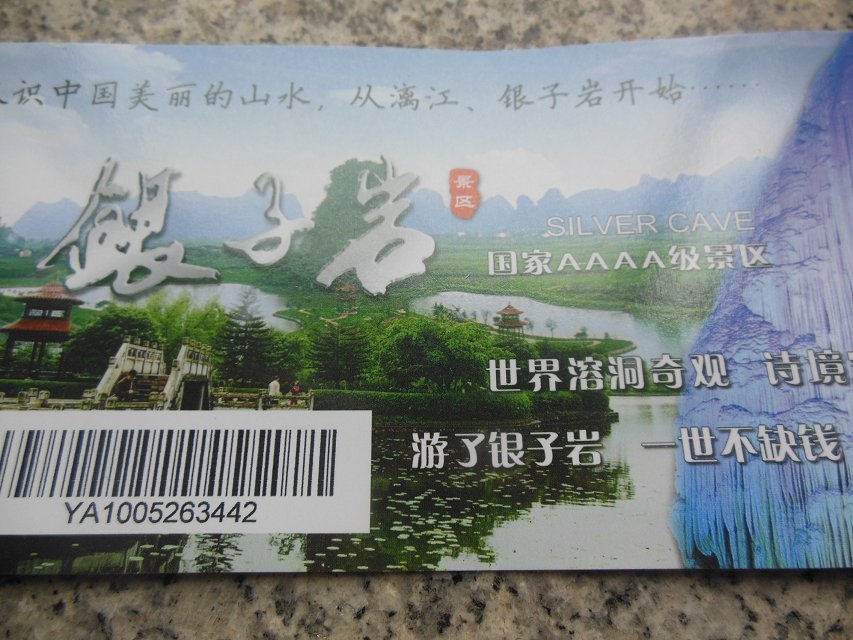 识中国美丽的山水，从漓江、银子岩开始……
银子岩
景区
SILVER CAVE
国家AAAA级景区
世界溶洞奇观 诗境
游了银子岩 一世不缺钱
YA1005263442